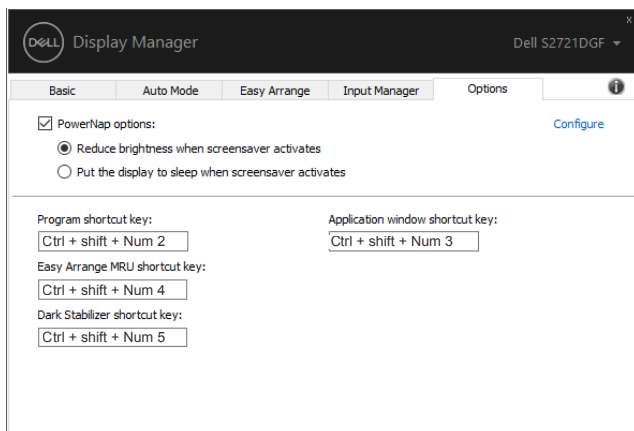 DELL Display Manager
Dell S2721DGF
x
Basic Auto Mode Easy Arrange Input Manager Options
PowerNap options: Configure
Reduce brightness when screensaver activates
Put the display to sleep when screensaver activates
Program shortcut key: Application window shortcut key:
Ctrl + shift + Num 2 Ctrl + shift + Num 3
Easy Arrange MRU shortcut key:
Ctrl + shift + Num 4
Dark Stabilizer shortcut key:
Ctrl + shift + Num 5